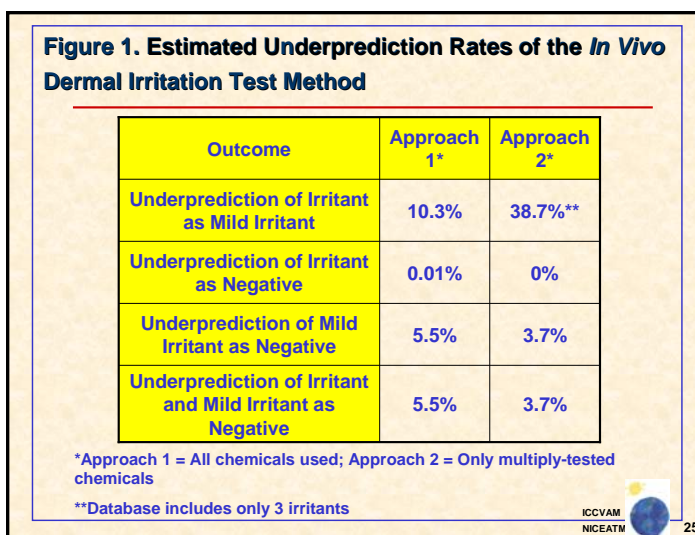 Figure 1. Estimated Underprediction Rates of the In Vivo
Dermal Irritation Test Method
Outcome
Approach
1*
Approach
2*
Underprediction of Irritant
as Mild Irritant
10.3%
38.7%**
Underprediction of Irritant
as Negative
0.01%
0%
Underprediction of Mild
Irritant as Negative
5.5%
3.7%
Underprediction of Irritant
and Mild Irritant as
Negative
5.5%
3.7%
*Approach 1 = All chemicals used; Approach 2 = Only multiply-tested
chemicals
**Database includes only 3 irritants
ICCVAM
NICEATM
25